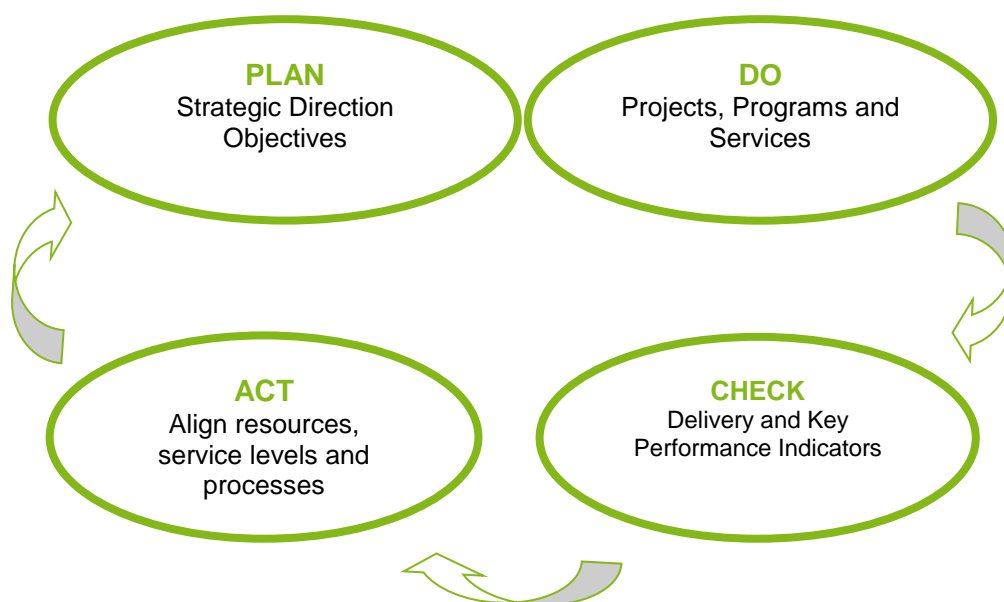 PLAN
Strategic Direction
Objectives
DO
Projects, Programs and
Services
ACT
Align resources,
service levels and
processes
CHECK
Delivery and Key
Performance Indicators